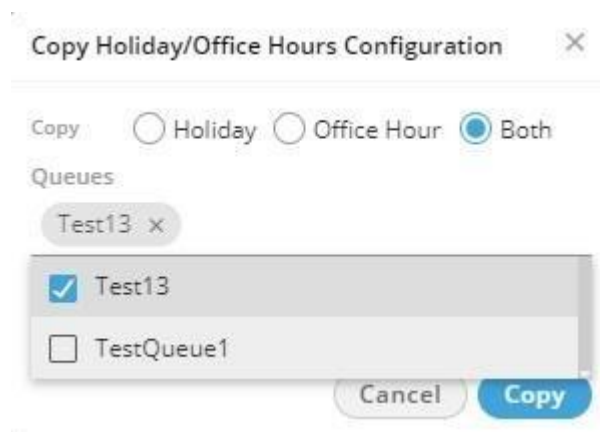 Copy Holiday/Office Hours Configuration
Copy Holiday Office Hour Both
Queues
Test13
Test13
TestQueue1
Cancel Copy